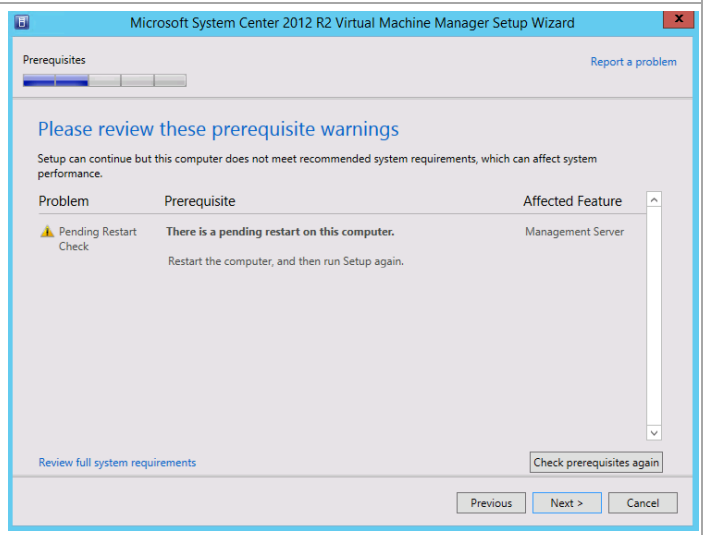 Microsoft System Center 2012 R2 Virtual Machine Manager Setup Wizard
x
Prerequisites
Report a problem
Please review these prerequisite warnings
Setup can continue but this computer does not meet recommended system requirements, which can affect system
performance.
Problem Prerequisite Affected Feature
Pending Restart There is a pending restart on this computer. Management Server
Check
Restart the computer, and then run Setup again.
Review full system requirements
Check prerequisites again
Previous Next > Cancel